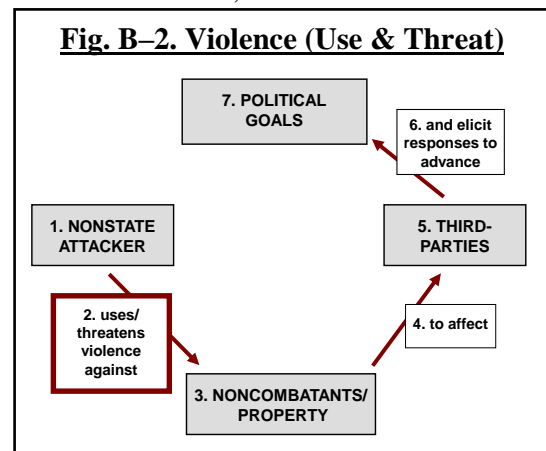 Fig. B–2. Violence (Use & Threat)
7. POLITICAL
GOALS
6. and elicit
responses to
advance
1. NONSTATE
ATTACKER
5. THIRD-
PARTIES
2. uses/
threatens
violence
against
4. to affect
3. NONCOMBATANTS/
PROPERTY